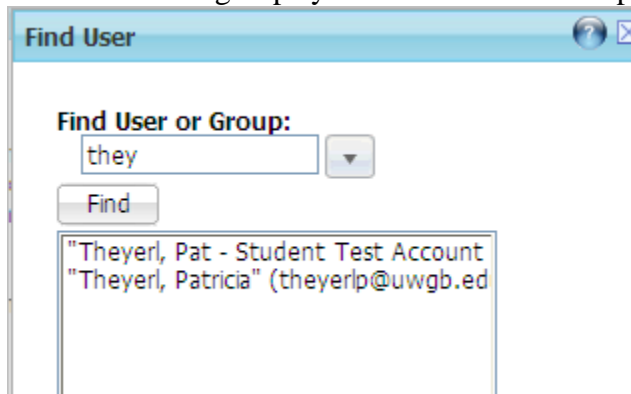 Find User
Find User or Group:
they
Find
"Theyerl, Pat - Student Test Account
"Theyerl, Patricia" (theyerlp@uwgb.ed